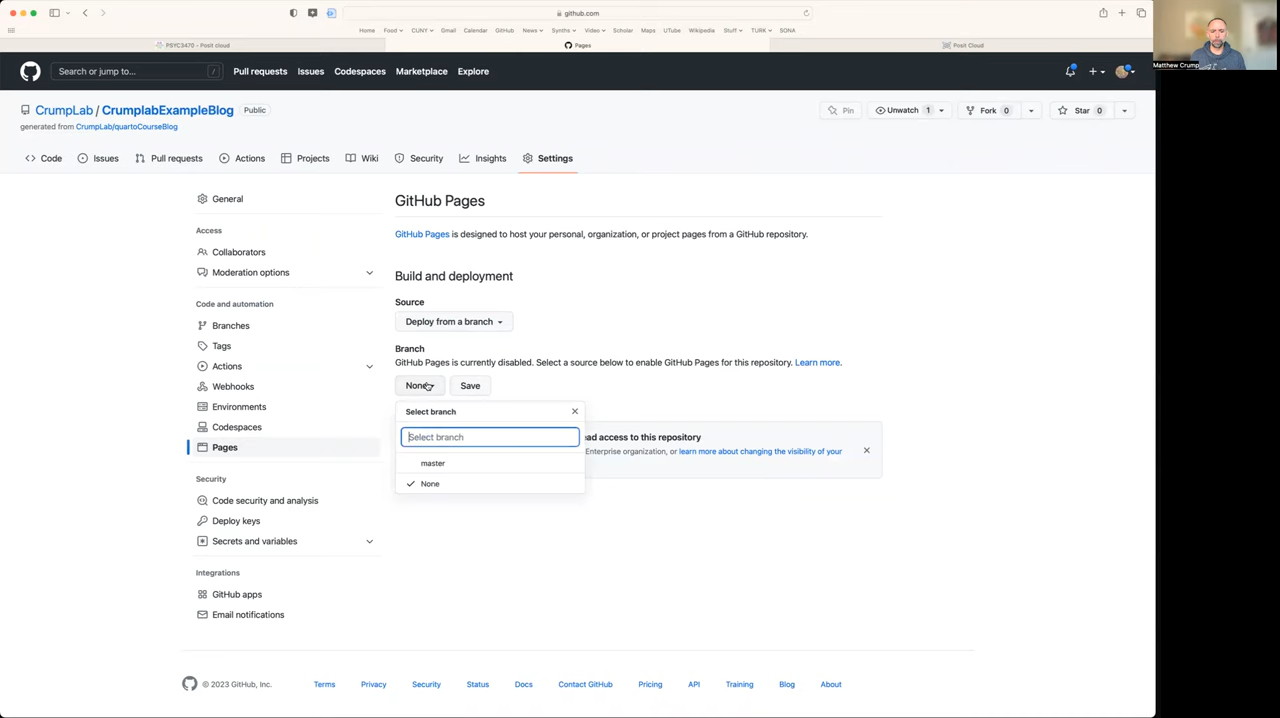 github.com
Home Food CUNY Gmail Calendar GitHub News Synths Video Scholar Maps UTube Wikipedia Stuff TURK SONA
PSYC3470 - Posit cloud
Pages
Posit Cloud
Matthew Crump
Search or jump to... /
Pull requests Issues Codespaces Marketplace Explore
CrumpLab / CrumplabExampleBlog Public
Pin Unwatch 1 Fork 0 Star 0
generated from CrumpLab/quartoCourseBlog
Code Issues Pull requests Actions Projects Wiki Security Insights Settings
General
Access
Collaborators
Moderation options
Code and automation
Branches
Tags
Actions
Webhooks
Environments
Codespaces
Pages
Security
Code security and analysis
Deploy keys
Secrets and variables
Integrations
GitHub apps
Email notifications
GitHub Pages
GitHub Pages is designed to host your personal, organization, or project pages from a GitHub repository.
Build and deployment
Source
Deploy from a branch
Branch
GitHub Pages is currently disabled. Select a source below to enable GitHub Pages for this repository. Learn more.
None Save
Select branch
Select branch
master
None
ad access to this repository
Enterprise organization, or learn more about changing the visibility of your
© 2023 GitHub, Inc. Terms Privacy Security Status Docs Contact GitHub Pricing API Training Blog About